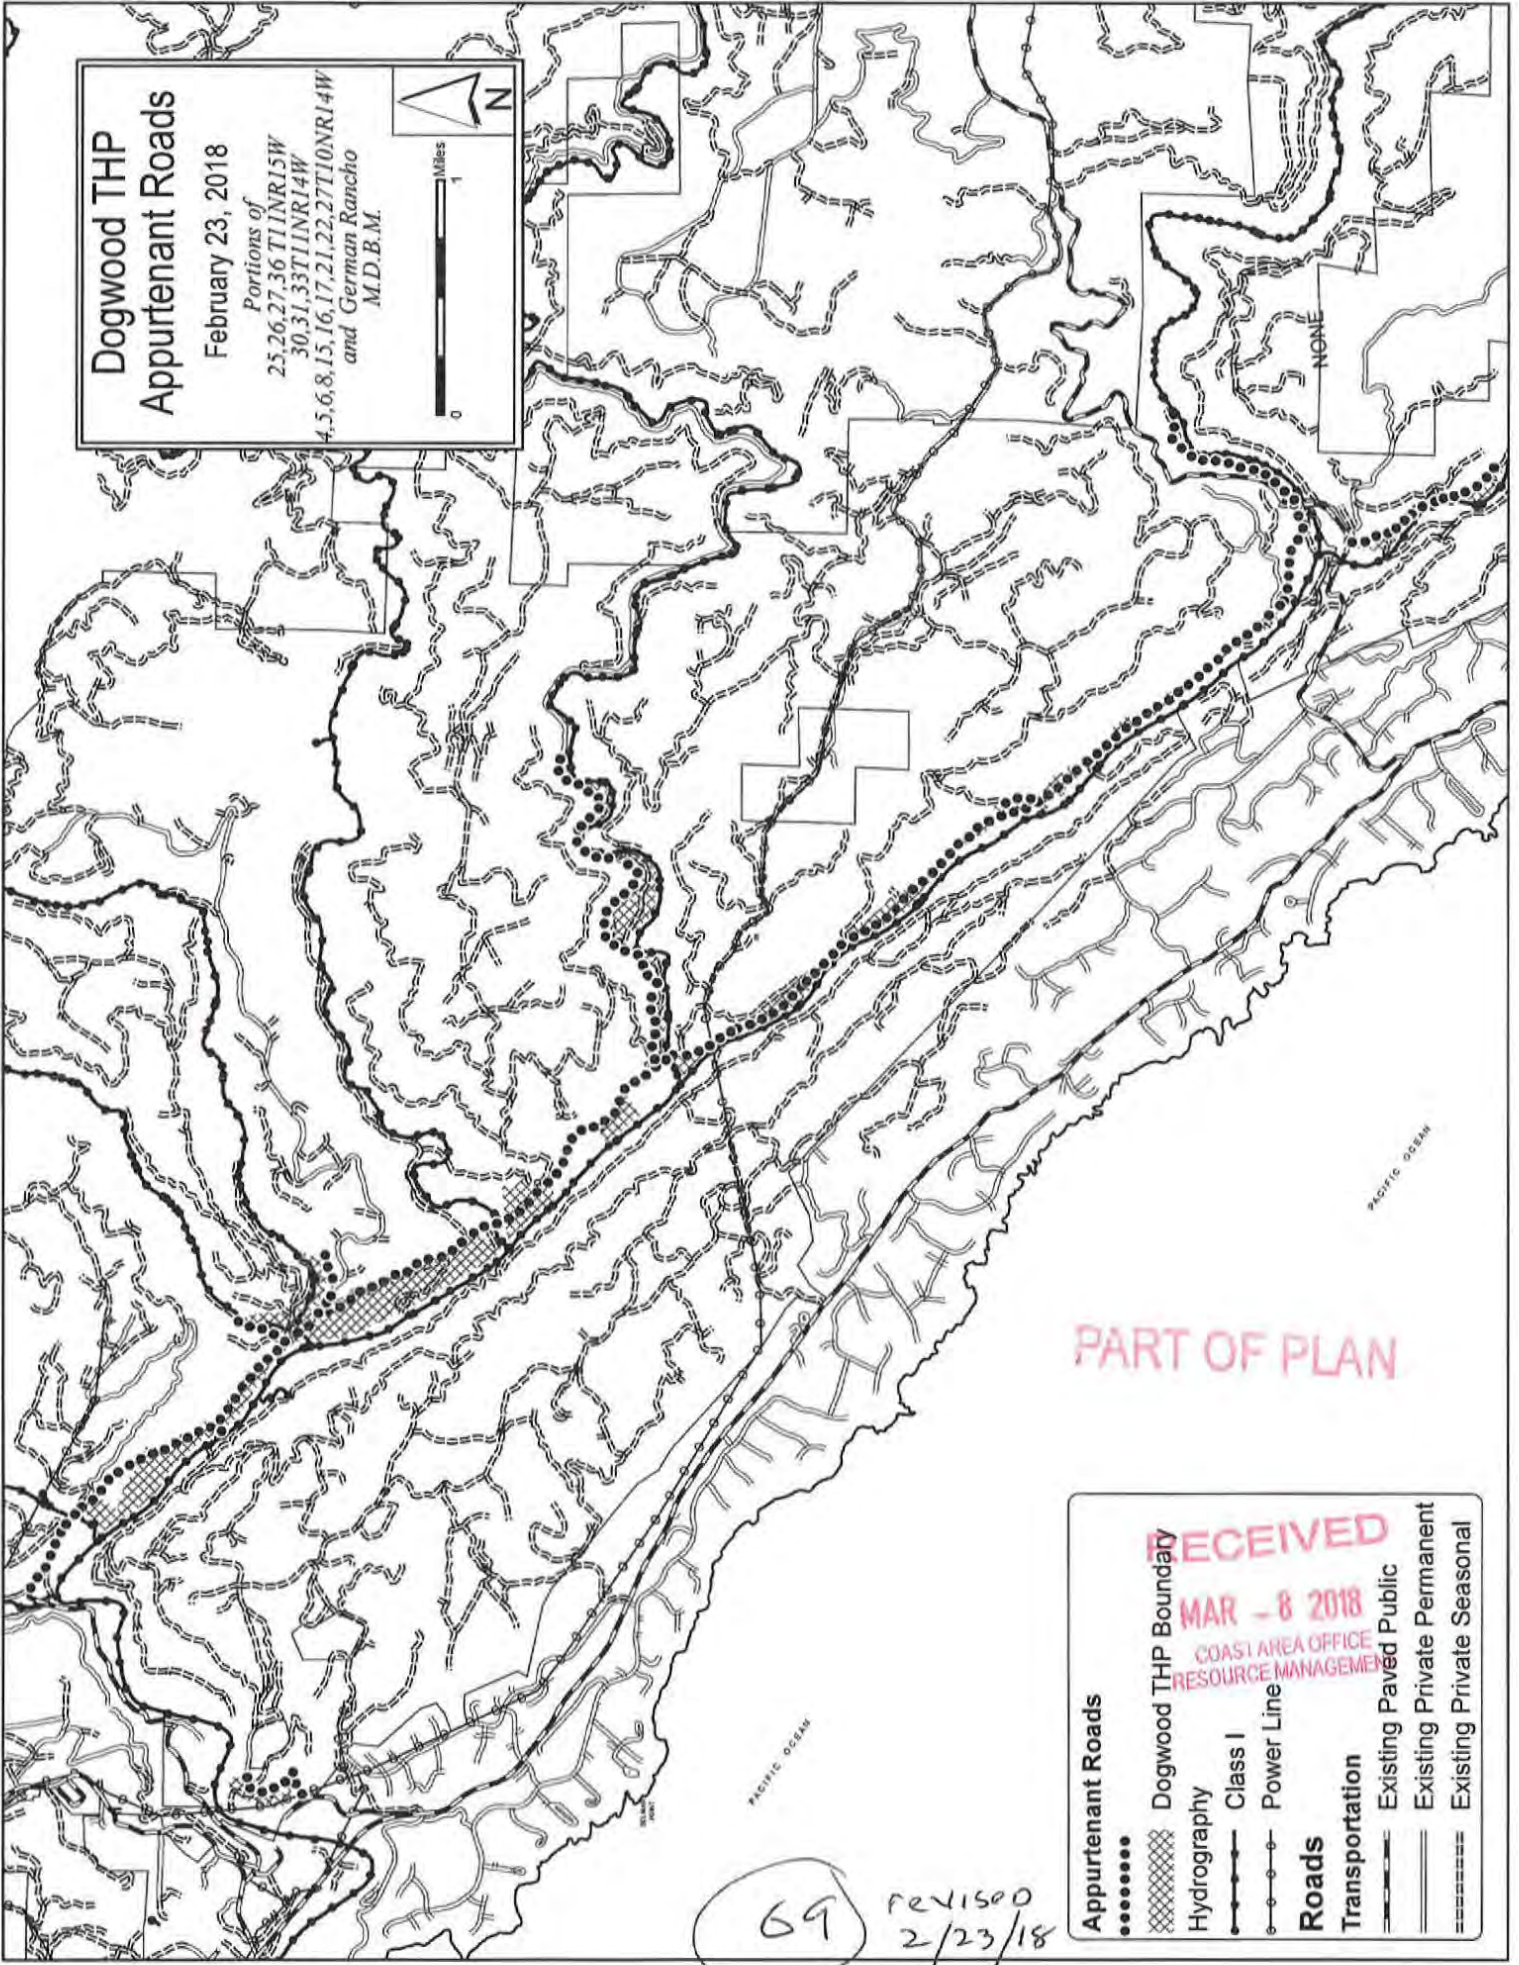 Dogwood THP
Appurtenant Roads
February 23, 2018
Portions of
25,26,27,36 T11NR15W
30,31,33T11NR14W
4,5,6,8,15,16,17,21,22,27T10NR14W
and German Rancho
M.D.B.M.
0 1 Miles
N
NONE
PACIFIC OCEAN
PACIFIC OCEAN
POINT
PART OF PLAN
Appurtenant Roads
Dogwood THP Boundary
Hydrography
Class I
Power Line
Roads
Transportation
Existing Paved Public
Existing Private Permanent
Existing Private Seasonal
RECEIVED
MAR - 8 2018
COAST AREA OFFICE
RESOURCE MANAGEMENT
69
revised
2/23/18